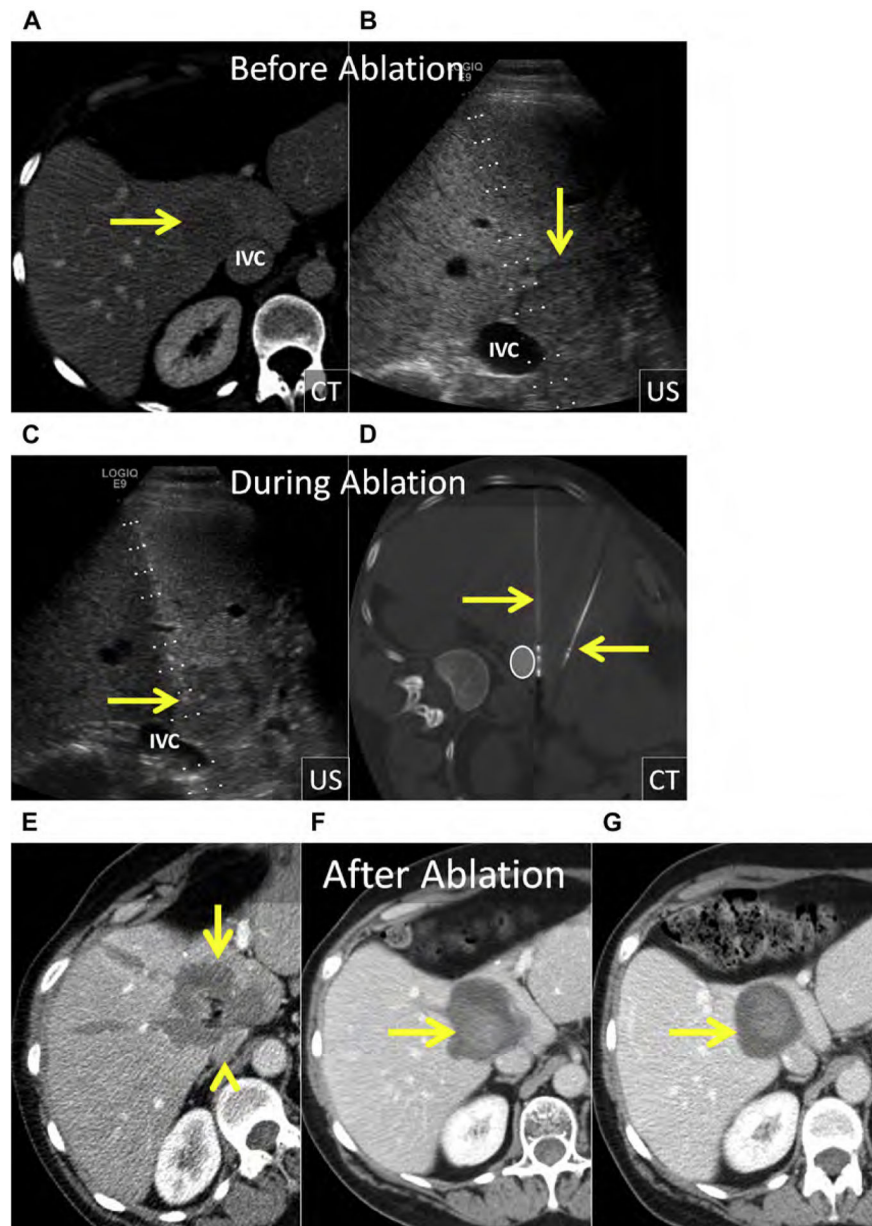 A
B
Before Ablation
LOGIQ
E9
IVC
CT
IVC
US
C
D
LOGIQ
E9
During Ablation
IVC
US
CT
E
F
G
After Ablation